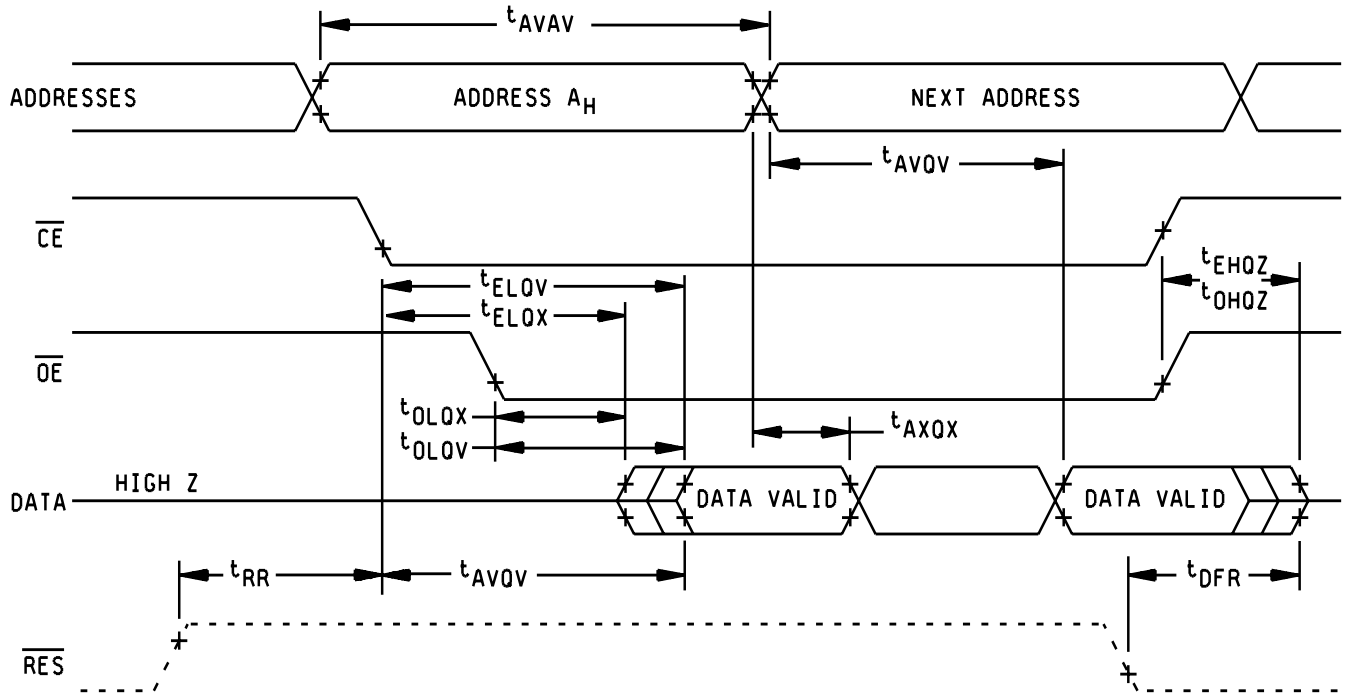 tAVAV
ADDRESSES
ADDRESS AH
NEXT ADDRESS
tAVQV
CE
tEHQZ
tOHQZ
tELQV
tELQX
OE
tOLQX
tAXQX
tOLQV
HIGH Z
DATA
DATA VALID
DATA VALID
tRR
tAVQV
tDFR
RES